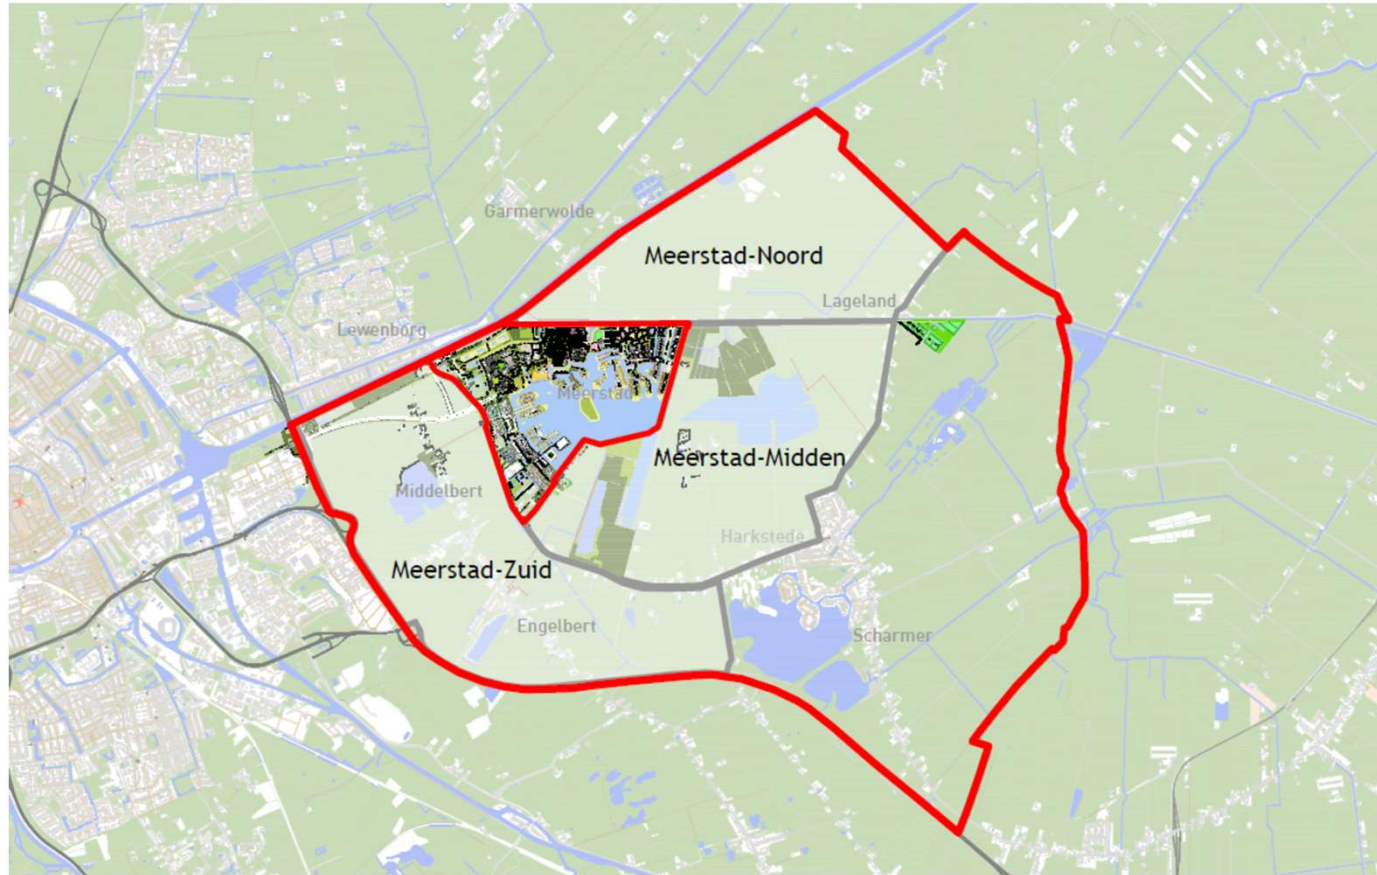 Garmerwolde
Meerstad-Noord
Lageland
Lewenborg
Meerstad
Meerstad-Midden
Middelbert
Harkstede
Meerstad-Zuid
Engelbert
Scharmer